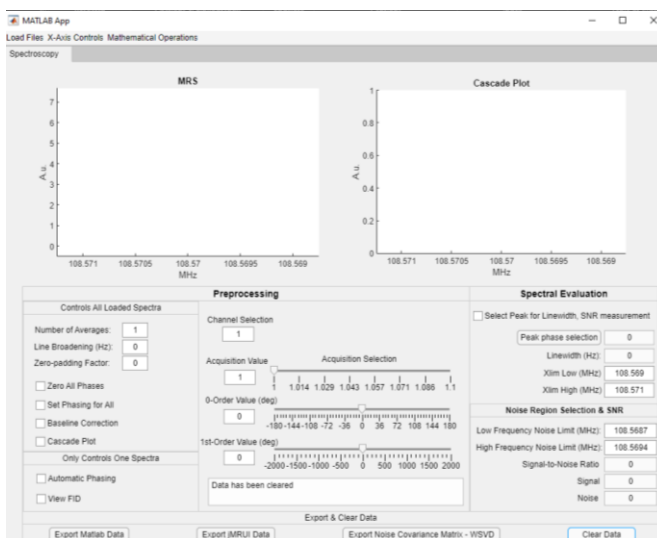 MATLAB App
Load Files X-Axis Controls Mathematical Operations
Spectroscopy
MRS
7
6
5
4
3
2
1
0
A.u.
108.571 108.5705 108.57 108.5695 108.569
MHz
Cascade Plot
1
0.8
0.6
0.4
0.2
0
A.u.
108.571 108.5705 108.57 108.5695 108.569
MHz
Preprocessing
Controls All Loaded Spectra
Number of Averages: 1
Line Broadening (Hz): 0
Zero-padding Factor: 0
Zero All Phases
Set Phasing for All
Baseline Correction
Cascade Plot
Only Controls One Spectra
Automatic Phasing
View FID
Channel Selection
1
Acquisition Value Acquisition Selection
1
1 1.014 1.029 1.043 1.057 1.071 1.086 1.1
0-Order Value (deg)
0
-180 -144 -108 -72 -36 0 36 72 108 144 180
1st-Order Value (deg)
0
-2000 -1500 -1000 -500 0 500 1000 1500 2000
Data has been cleared
Spectral Evaluation
Select Peak for Linewidth, SNR measurement
Peak phase selection 0
Linewidth (Hz): 0
Xlim Low (MHz) 108.569
Xlim High (MHz) 108.571
Noise Region Selection & SNR
Low Frequency Noise Limit (MHz): 108.5687
High Frequency Noise Limit (MHz): 108.5694
Signal-to-Noise Ratio 0
Signal 0
Noise 0
Export & Clear Data
Export Matlab Data Export jMRUI Data Export Noise Covariance Matrix - WSVD Clear Data